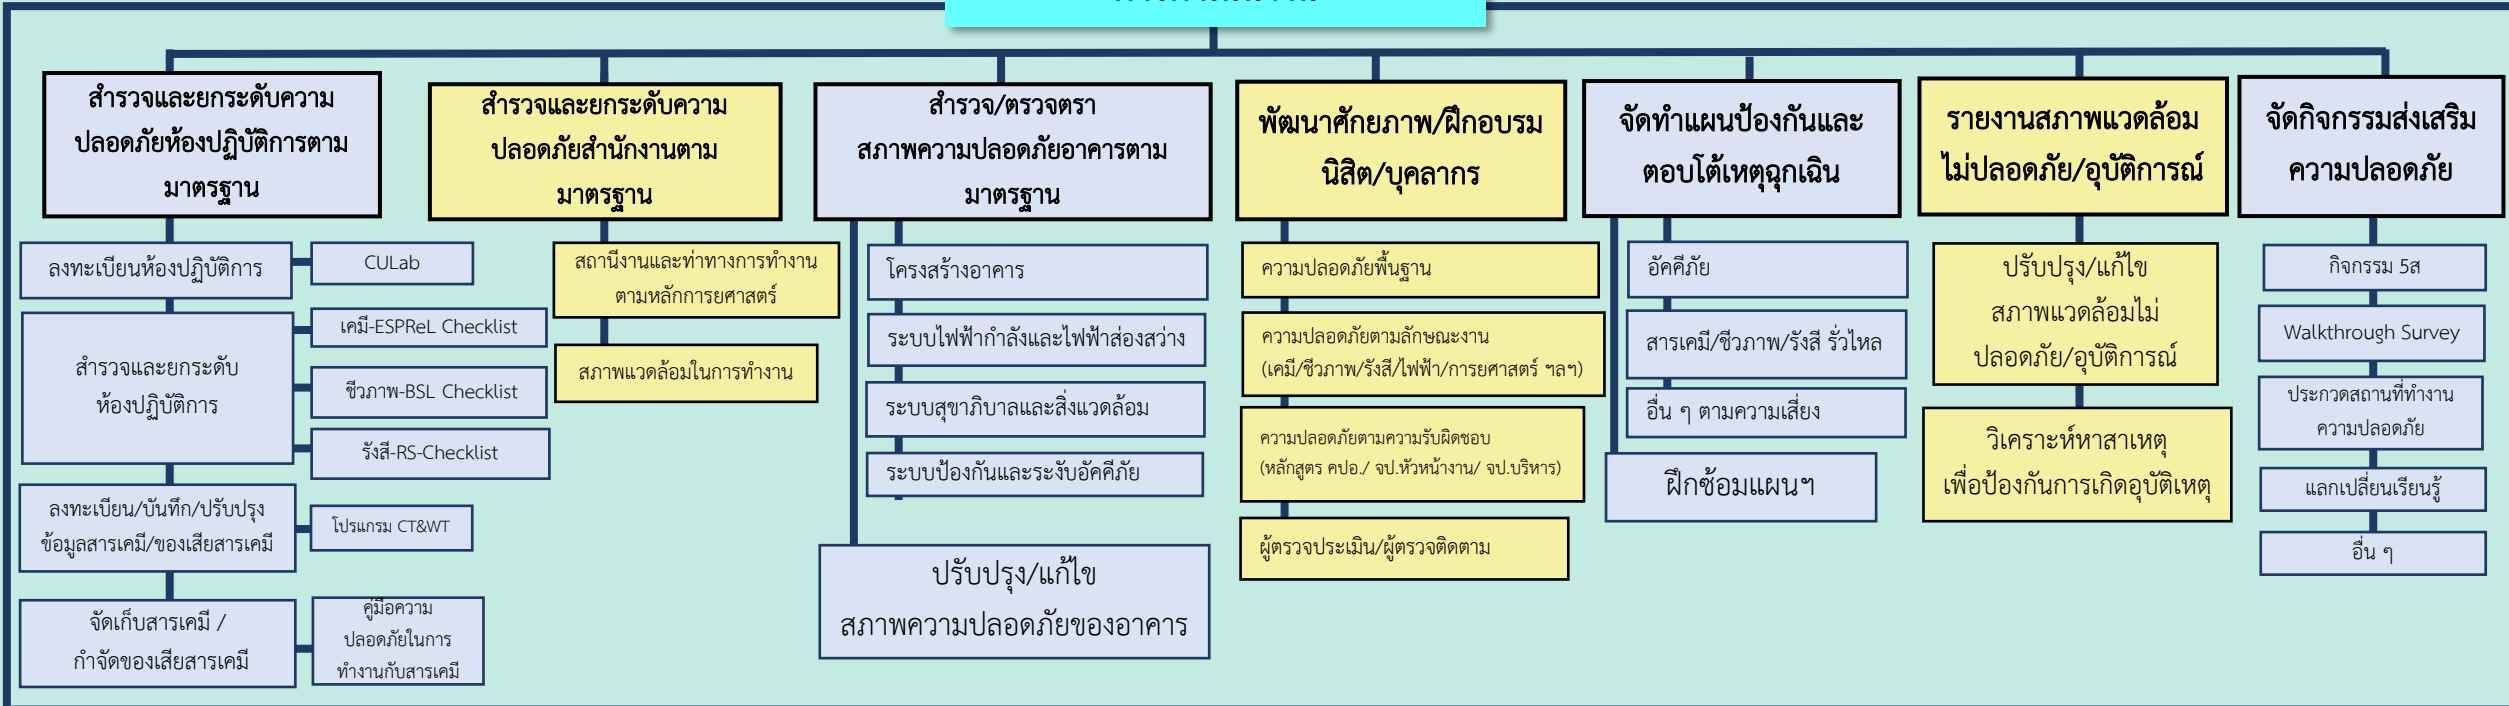 สำรวจและยกระดับความ
ปลอดภัยห้องปฏิบัติการตาม
มาตรฐาน
ลงทะเบียนห้องปฏิบัติการ
CULab
สำรวจและยกระดับ
ห้องปฏิบัติการ
เคมี-ESPReL Checklist
ชีวภาพ-BSL Checklist
รังสี-RS-Checklist
ลงทะเบียน/บันทึก/ปรับปรุง
ข้อมูลสารเคมี/ของเสียสารเคมี
โปรแกรม CT&WT
จัดเก็บสารเคมี /
กำจัดของเสียสารเคมี
คู่มือความ
ปลอดภัยในการ
ทำงานกับสารเคมี
สำรวจและยกระดับความ
ปลอดภัยสำนักงานตาม
มาตรฐาน
สถานีงานและท่าทางการทำงาน
ตามหลักการยศาสตร์
สภาพแวดล้อมในการทำงาน
สำรวจ/ตรวจตรา
สภาพความปลอดภัยอาคารตาม
มาตรฐาน
โครงสร้างอาคาร
ระบบไฟฟ้ากำลังและไฟฟ้าส่องสว่าง
ระบบสุขาภิบาลและสิ่งแวดล้อม
ระบบป้องกันและระงับอัคคีภัย
ปรับปรุง/แก้ไข
สภาพความปลอดภัยของอาคาร
พัฒนาศักยภาพ/ฝึกอบรม
นิสิต/บุคลากร
ความปลอดภัยพื้นฐาน
ความปลอดภัยตามลักษณะงาน
(เคมี/ชีวภาพ/รังสี/ไฟฟ้า/การยศาสตร์ ฯลฯ)
ความปลอดภัยตามความรับผิดชอบ
(หลักสูตร คปอ./ จป.หัวหน้างาน/ จป.บริหาร)
ผู้ตรวจประเมิน/ผู้ตรวจติดตาม
จัดทำแผนป้องกันและ
ตอบโต้เหตุฉุกเฉิน
อัคคีภัย
สารเคมี/ชีวภาพ/รังสี รั่วไหล
อื่น ๆ ตามความเสี่ยง
ฝึกซ้อมแผนฯ
รายงานสภาพแวดล้อม
ไม่ปลอดภัย/อุบัติการณ์
ปรับปรุง/แก้ไข
สภาพแวดล้อมไม่
ปลอดภัย/อุบัติการณ์
วิเคราะห์หาสาเหตุ
เพื่อป้องกันการเกิดอุบัติเหตุ
จัดกิจกรรมส่งเสริม
ความปลอดภัย
กิจกรรม 5ส
Walkthrough Survey
ประกวดสถานที่ทำงาน
ความปลอดภัย
แลกเปลี่ยนเรียนรู้
อื่น ๆ